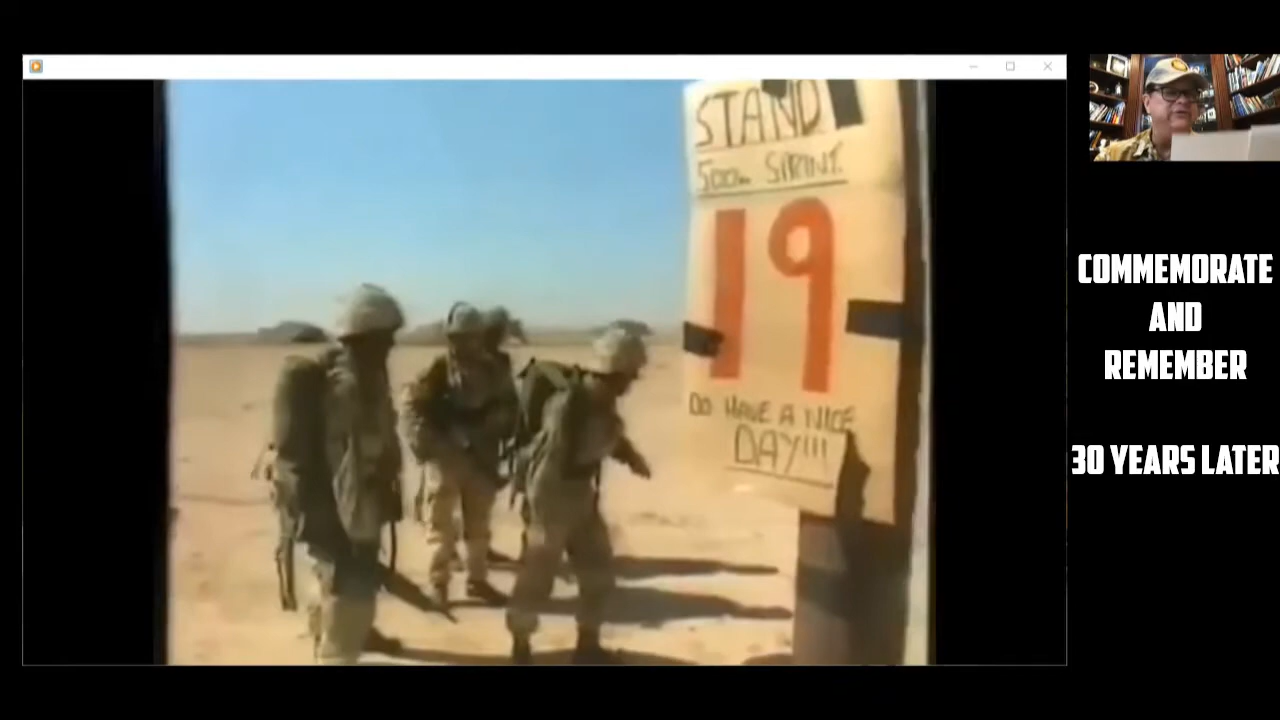 STAND
500m SPRINT
19
DO HAVE A NICE
DAY!!!
COMMEMORATE
AND
REMEMBER
30 YEARS LATER